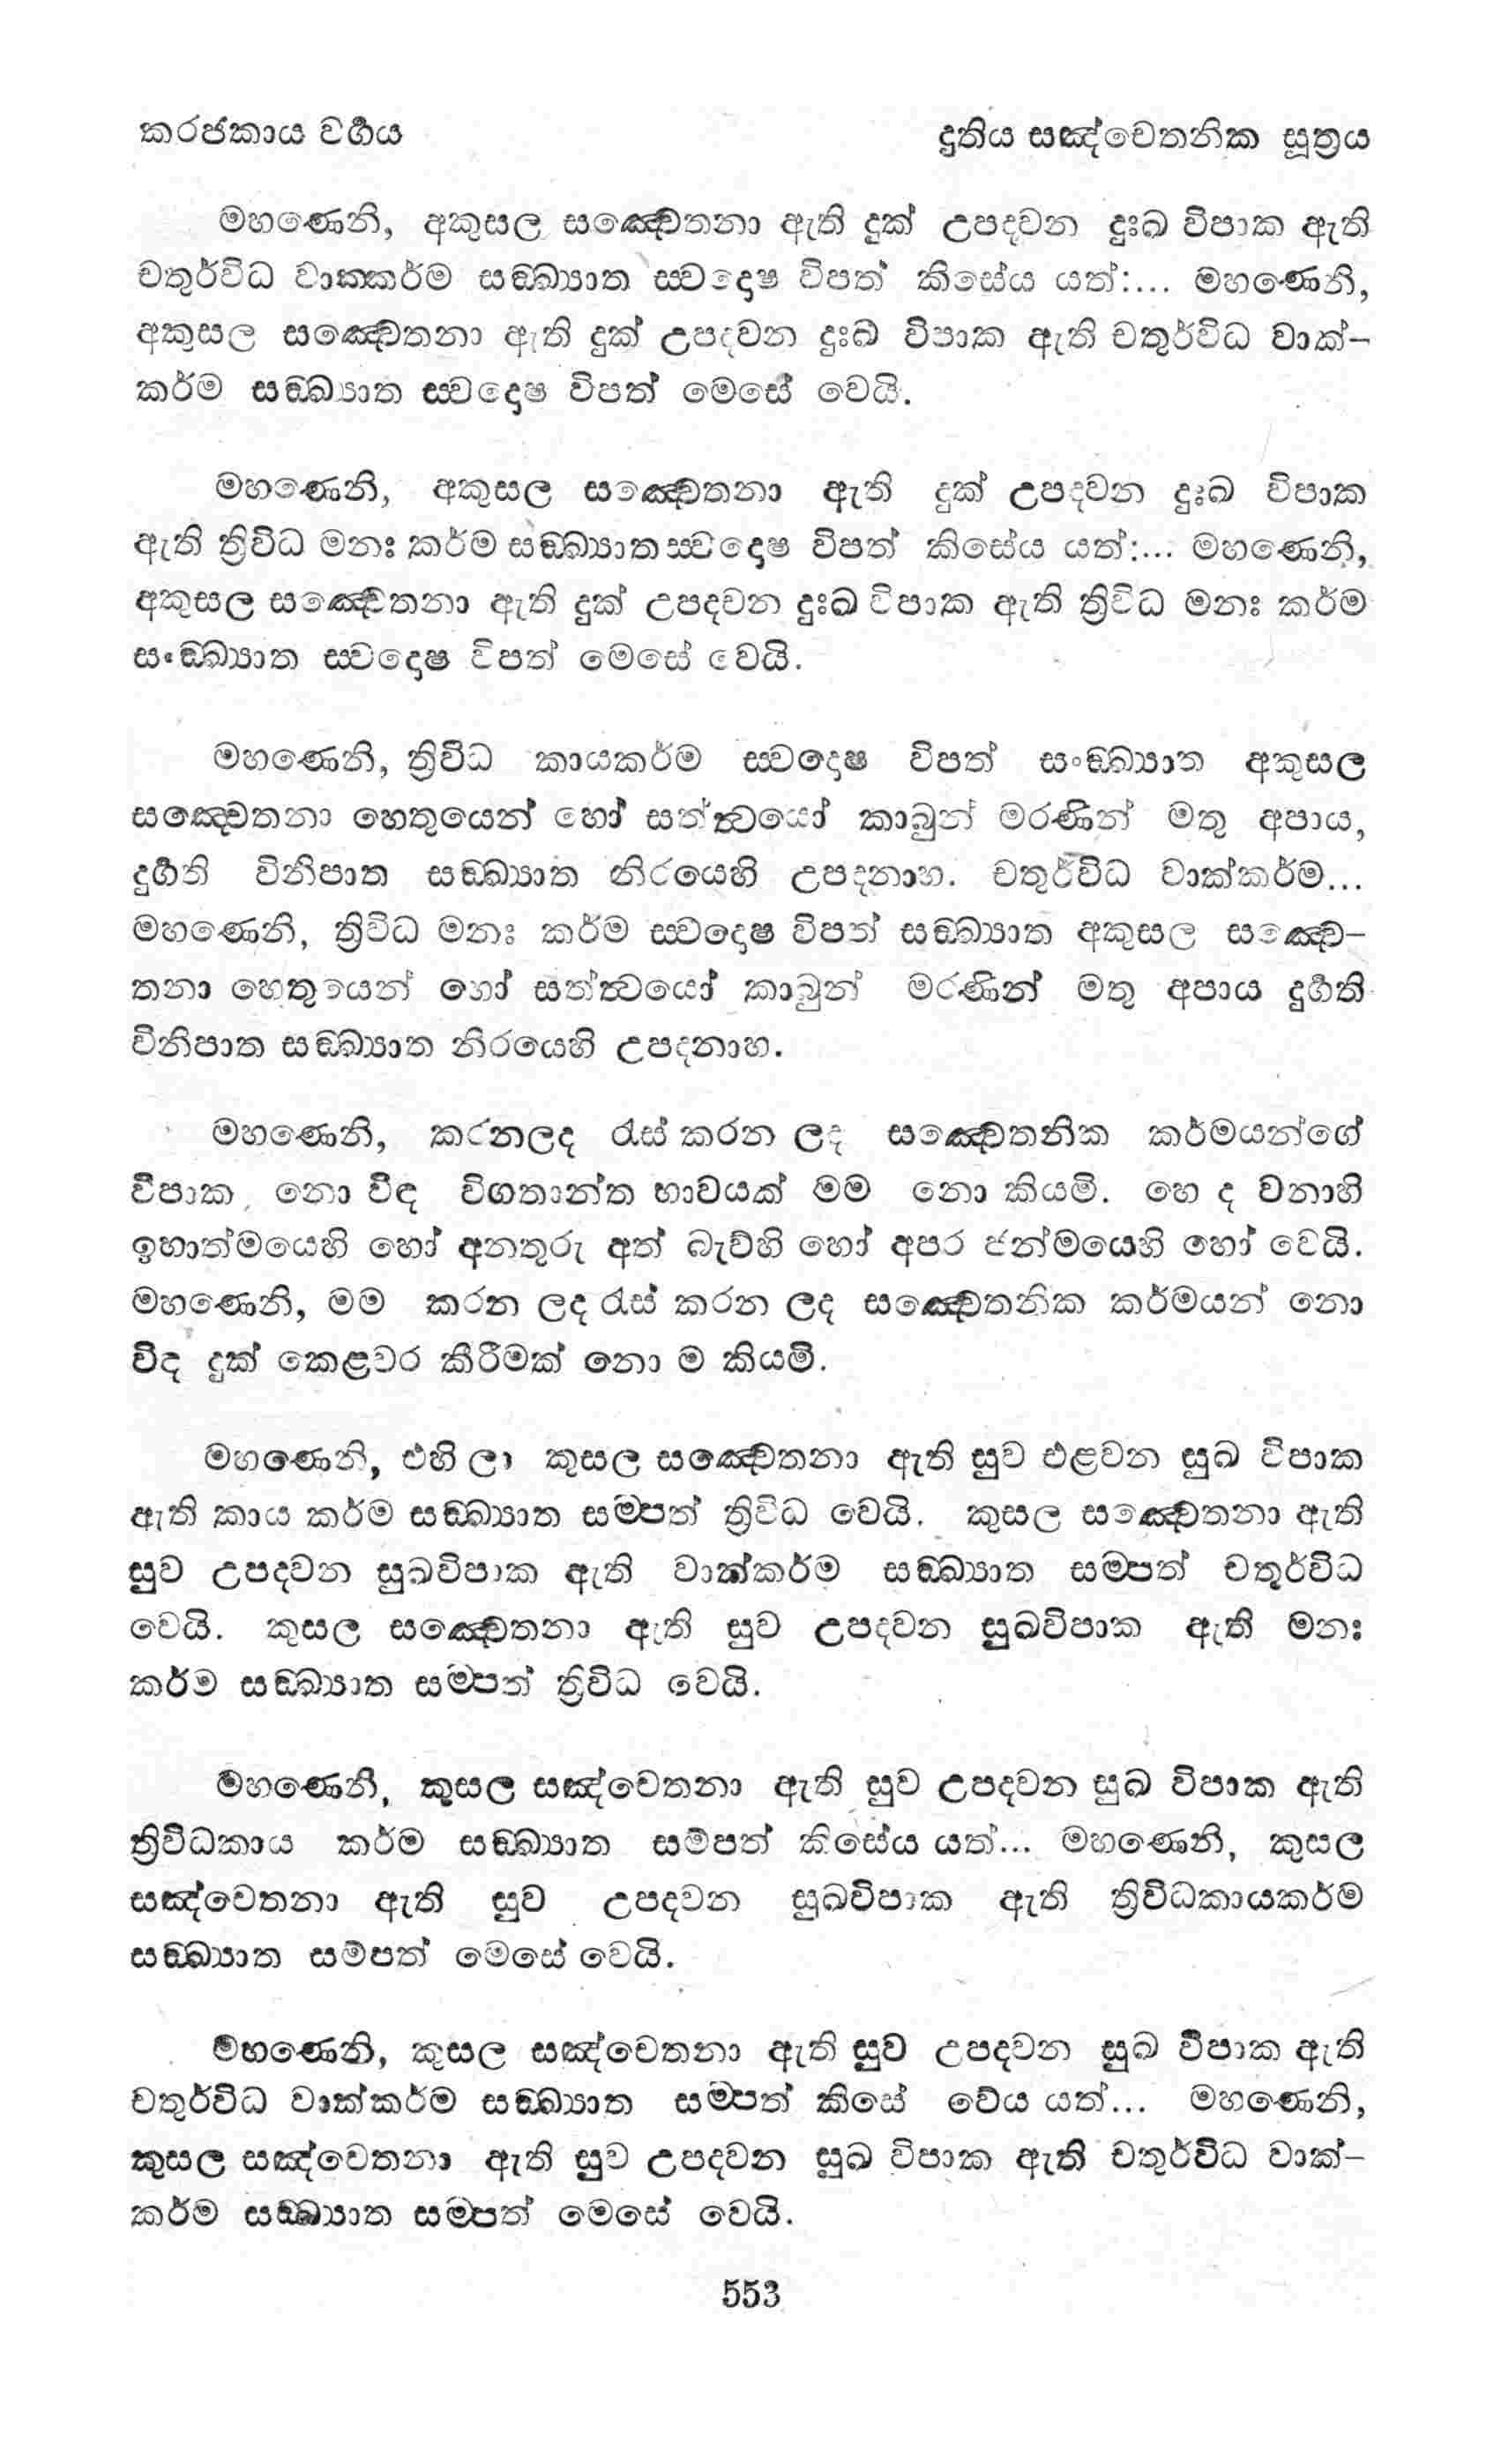 කරජකාය වර්‍ගය	දුතිය සඤ්චෙතනික සූත්‍රය
මහණෙනි, අකුසල සඤ්චෙතනා ඇති දුක් උපදවන දුඃඛ විපාක ඇති
චතුර්විධ වාක්කර්ම සඞ්ඛ්‍යාත ස්වදොෂ විපත් කිසේය යත්:... මහණෙනි,
අකුසල සඤ්චෙතනා ඇති දුක් උපදවන දුඃඛ විපාක ඇති චතුර්විධ වාක්-
කර්ම සඞ්ඛ්‍යාත ස්වදොෂ විපත් මෙසේ වෙයි.
මහණෙනි, අකුසල සඤ්චෙතනා ඇති දුක් උපදවන දුඃඛ විපාක
ඇති ත්‍රිවිධ මනඃ කර්ම සඞ්ඛ්‍යාත ස්වදොෂ විපත් කිසේය යත්:... මහණෙනි,
අකුසල සඤ්චෙතනා ඇති දුක් උපදවන දුඃඛ විපාක ඇති ත්‍රිවිධ මනඃ කර්ම
සංඞ්ඛ්‍යාත ස්වදොෂ විපත් මෙසේ වෙයි.
මහණෙනි, ත්‍රිවිධ කායකර්ම ස්වදොෂ විපත් සංඞ්ඛ්‍යාත අකුසල
සඤ්චෙතනා හෙතුයෙන් හෝ සත්ත්වයෝ කාබුන් මරණින් මතු අපාය,
දුර්‍ගති විනිපාත සඞ්ඛ්‍යාත නිරයෙහි උපදනාහ. චතුර්විධ වාක්කර්ම...
මහණෙනි, ත්‍රිවිධ මනඃ කර්ම ස්වදොෂ විපත් සඞ්ඛ්‍යාත අකුසල සඤ්චෙ-
තනා හෙතුයෙන් හෝ සත්ත්වයෝ කාබුන් මරණින් මතු අපාය දුර්‍ගති
විනිපාත සඞ්ඛ්‍යාත නිරයෙහි උපදනාහ.
මහණෙනි, කරනලද රැස් කරන ලද සඤ්චෙතනික කර්මයන්ගේ
විපාක නො විඳ විගතාන්ත භාවයක් මම නො කියමි. හෙ ද වනාහි
ඉහාත්මයෙහි හෝ අනතුරු අත් බැව්හි හෝ අපර ජන්මයෙහි හෝ වෙයි.
මහණෙනි, මම කරන ලද රැස් කරන ලද සඤ්චෙතනික කර්මයන් නො
විද දුක් කෙළවර කිරීමක් නො ම කියමි.
මහණෙනි, එහි ලා කුසල සඤ්චෙතනා ඇති සුව එළවන සුඛ විපාක
ඇති කාය කර්ම සඞ්ඛ්‍යාත සම්පත් ත්‍රිවිධ වෙයි. කුසල සඤ්චෙතනා ඇති
සුව උපදවන සුඛවිපාක ඇති වාක්කර්ම සඞ්ඛ්‍යාත සම්පත් චතුර්විධ
වෙයි. කුසල සඤ්චෙතනා ඇති සුව උපදවන සුඛවිපාක ඇති මනඃ
කර්ම සඞ්ඛ්‍යාත සම්පත් ත්‍රිවිධ වෙයි.
මහණෙනි, කුසල සඤ්චෙතනා ඇති සුව උපදවන සුඛ විපාක ඇති
ත්‍රිවිධකාය කර්ම සඞ්ඛ්‍යාත සම්පත් කිසේය යත්... මහණෙනි, කුසල
සඤ්චෙතනා ඇති සුව උපදවන සුඛවිපාක ඇති ත්‍රිවිධකායකර්ම
සඞ්ඛ්‍යාත සම්පත් මෙසේ වෙයි.
මහණෙනි, කුසල සඤ්චෙතනා ඇති සුව උපදවන සුඛ විපාක ඇති
චතුර්විධ වාක්කර්ම සඞ්ඛ්‍යාත සම්පත් කිසේ වේය යත්... මහණෙනි,
කුසල සඤ්චෙතනා ඇති සුව උපදවන සුඛ විපාක ඇති චතුර්විධ වාක්-
කර්ම සඞ්ඛ්‍යාත සම්පත් මෙසේ වෙයි.
553